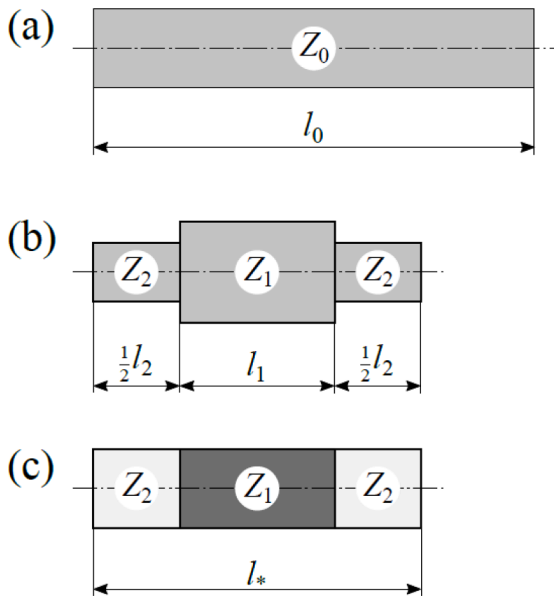 (a)
Z₀
l₀
(b)
Z₂ Z₁ Z₂
½l₂ l₁ ½l₂
(c)
Z₂ Z₁ Z₂
l*